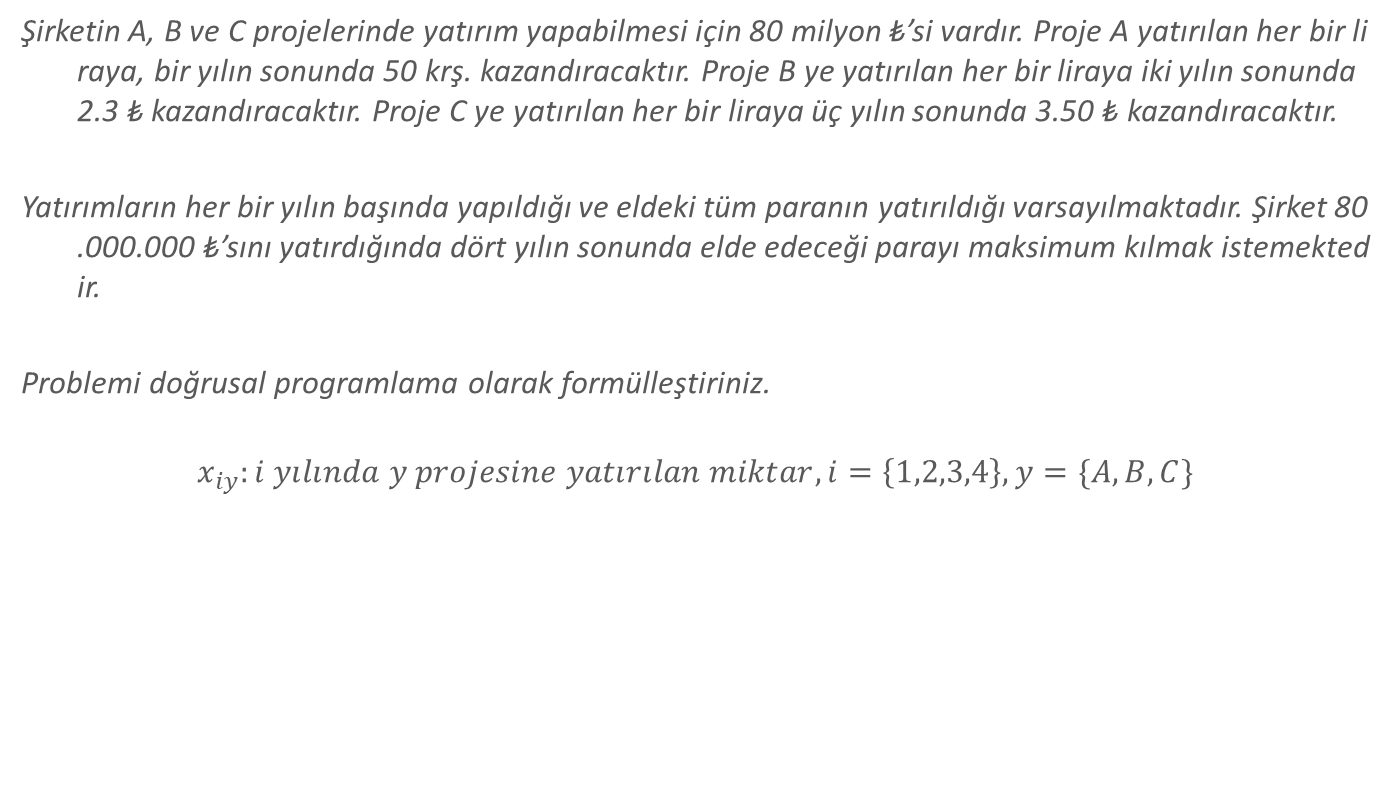 Şirketin A, B ve C projelerinde yatırım yapabilmesi için 80 milyon ₺’si vardır. Proje A yatırılan her bir li
raya, bir yılın sonunda 50 krş. kazandıracaktır. Proje B ye yatırılan her bir liraya iki yılın sonunda
2.3 ₺ kazandıracaktır. Proje C ye yatırılan her bir liraya üç yılın sonunda 3.50 ₺ kazandıracaktır.
Yatırımların her bir yılın başında yapıldığı ve eldeki tüm paranın yatırıldığı varsayılmaktadır. Şirket 80
.000.000 ₺’sını yatırdığında dört yılın sonunda elde edeceği parayı maksimum kılmak istemekted
ir.
Problemi doğrusal programlama olarak formülleştiriniz.
x_{iy}: i yılında y projesine yatırılan miktar, i = {1,2,3,4}, y = {A, B, C}